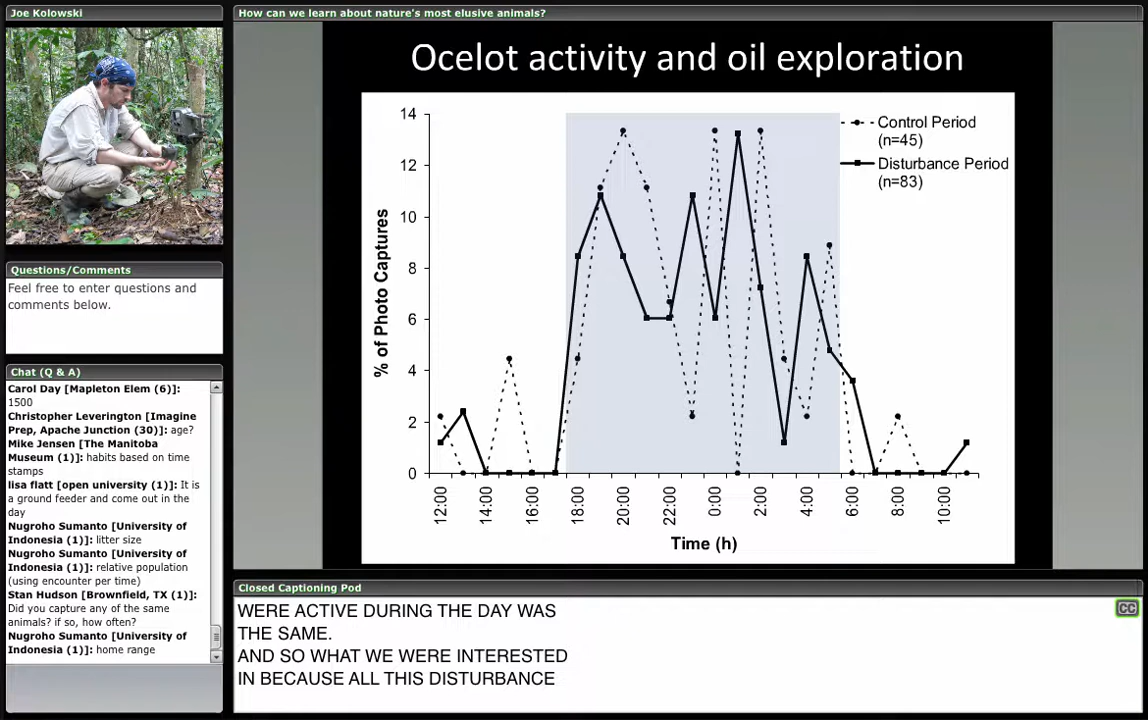 Joe Kolowski
How can we learn about nature's most elusive animals?
Questions/Comments
Feel free to enter questions and
comments below.
Chat (Q & A)
Carol Day [Mapleton Elem (6)]:
1500
Christopher Leverington [Imagine
Prep, Apache Junction (30)]: age?
Mike Jensen [The Manitoba
Museum (1)]: habits based on time
stamps
lisa flatt [open university (1)]: It is
a ground feeder and come out in the
day
Nugroho Sumanto [University of
Indonesia (1)]: litter size
Nugroho Sumanto [University of
Indonesia (1)]: relative population
(using encounter per time)
Stan Hudson [Brownfield, TX (1)]:
Did you capture any of the same
animals? if so, how often?
Nugroho Sumanto [University of
Indonesia (1)]: home range
Ocelot activity and oil exploration
14
12
10
8
6
4
2
0
% of Photo Captures
Control Period
(n=45)
Disturbance Period
(n=83)
12:00
14:00
16:00
18:00
20:00
22:00
0:00
2:00
4:00
6:00
8:00
10:00
Time (h)
Closed Captioning Pod
WERE ACTIVE DURING THE DAY WAS
THE SAME.
AND SO WHAT WE WERE INTERESTED
IN BECAUSE ALL THIS DISTURBANCE
CC